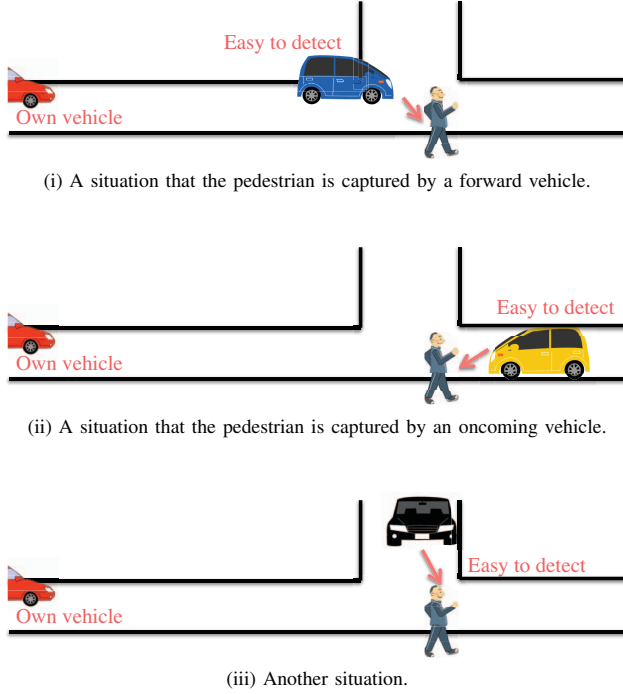 Easy to detect
Own vehicle
(i) A situation that the pedestrian is captured by a forward vehicle.
Easy to detect
Own vehicle
(ii) A situation that the pedestrian is captured by an oncoming vehicle.
Easy to detect
Own vehicle
(iii) Another situation.